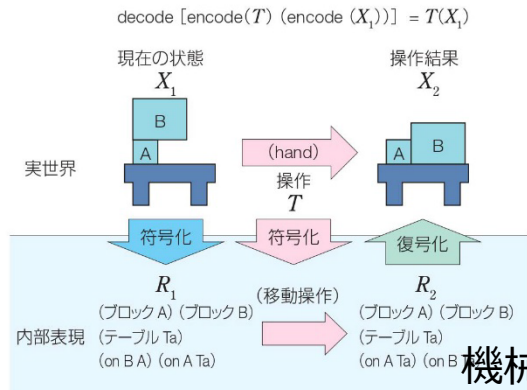 decode [encode(T) (encode (X₁))] = T(X₁)
現在の状態
X₁
操作結果
X₂
B
A
A
B
実世界
(hand)
操作
T
符号化
符号化
復号化
R₁
(移動操作)
R₂
内部表現
(ブロック A) (ブロック B)
(テーブル Ta)
(on B A) (on A Ta)
(ブロック A) (ブロック B)
(テーブル Ta)
(on A Ta) (on B
機械